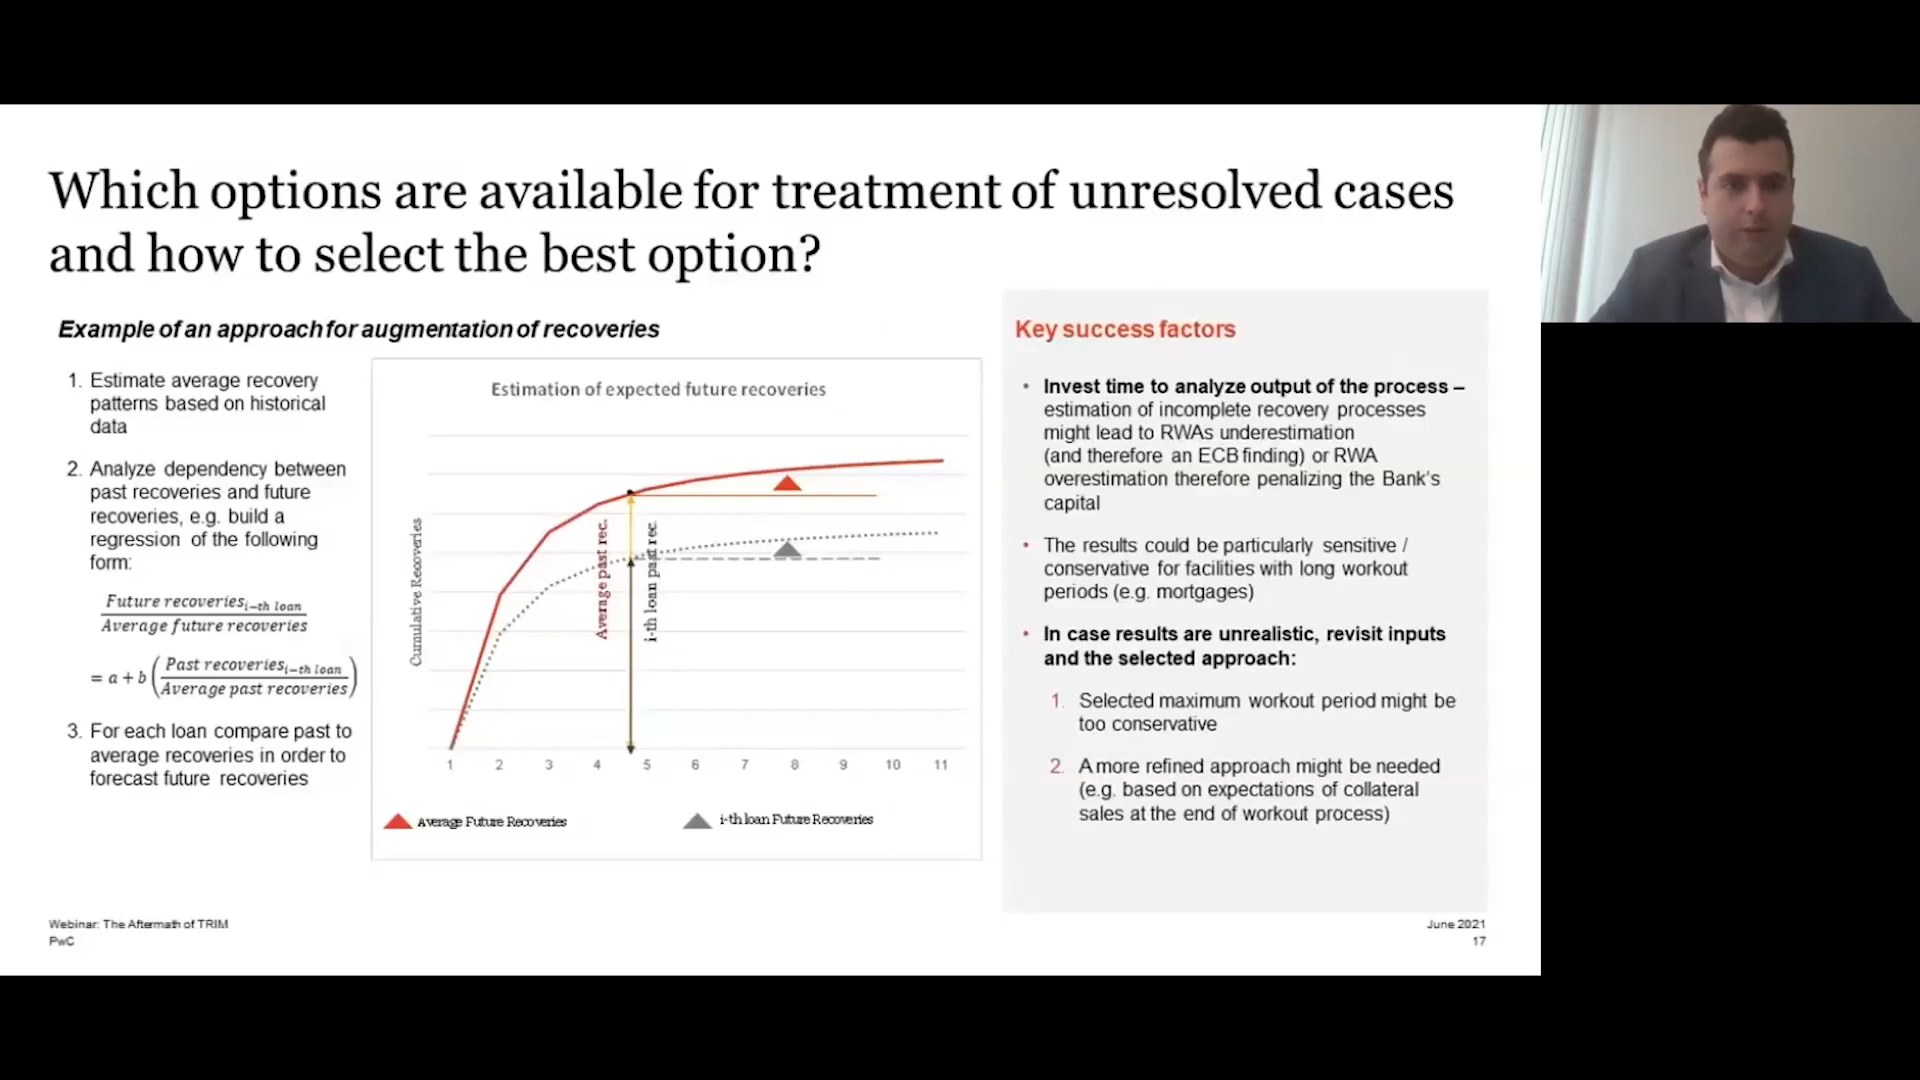 Which options are available for treatment of unresolved cases
and how to select the best option?
Example of an approach for augmentation of recoveries
1. Estimate average recovery
patterns based on historical
data
2. Analyze dependency between
past recoveries and future
recoveries, e.g. build a
regression of the following
form:
Future recoveries i−th loan
Average future recoveries
= a + b ( Past recoveries i−th loan
Average past recoveries )
3. For each loan compare past to
average recoveries in order to
forecast future recoveries
Estimation of expected future recoveries
Cumulative Recoveries
Average past rec.
i-th loan past rec.
1 2 3 4 5 6 7 8 9 10 11
Average Future Recoveries
i-th loan Future Recoveries
Key success factors
• Invest time to analyze output of the process –
estimation of incomplete recovery processes
might lead to RWAs underestimation
(and therefore an ECB finding) or RWA
overestimation therefore penalizing the Bank's
capital
• The results could be particularly sensitive /
conservative for facilities with long workout
periods (e.g. mortgages)
• In case results are unrealistic, revisit inputs
and the selected approach:
1. Selected maximum workout period might be
too conservative
2. A more refined approach might be needed
(e.g. based on expectations of collateral
sales at the end of workout process)
Webinar: The Aftermath of TRIM
PwC
June 2021
17